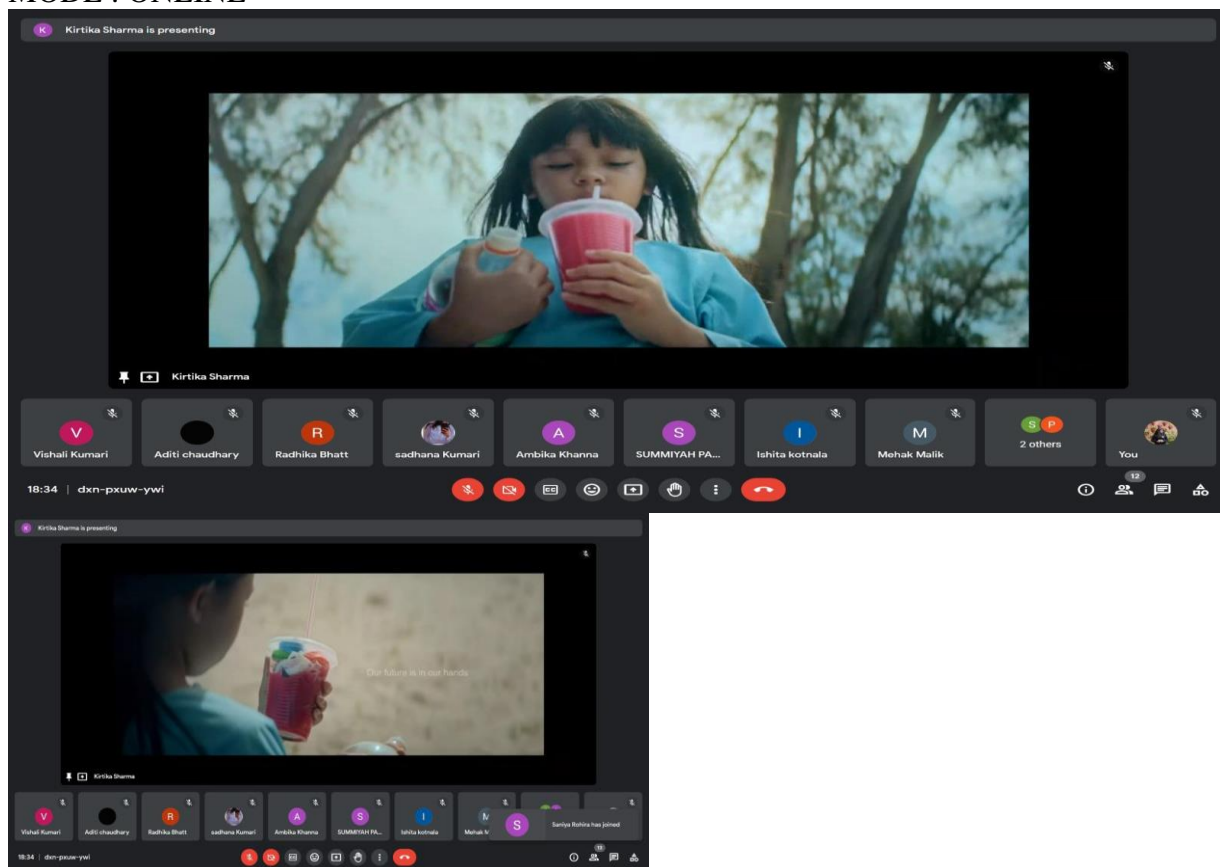 MODE : ONLINE
K Kirtika Sharma is presenting
Kirtika Sharma
V R A S I M S P
2 others
Vishali Kumari Aditi chaudhary Radhika Bhatt sadhana Kumari Ambika Khanna SUMMIYAH PA... Ishita kotnala Mehak Malik You
18:34 | dxn-pxuw-ywi CC 12
K Kirtika Sharma is presenting
Our future is in our hands
Kirtika Sharma
V R A S I M S Saniya Rohira has joined
Vishali Kumari Aditi chaudhary Radhika Bhatt sadhana Kumari Ambika Khanna SUMMIYAH PA... Ishita kotnala Mehak M
18:34 | dxn-pxuw-ywi